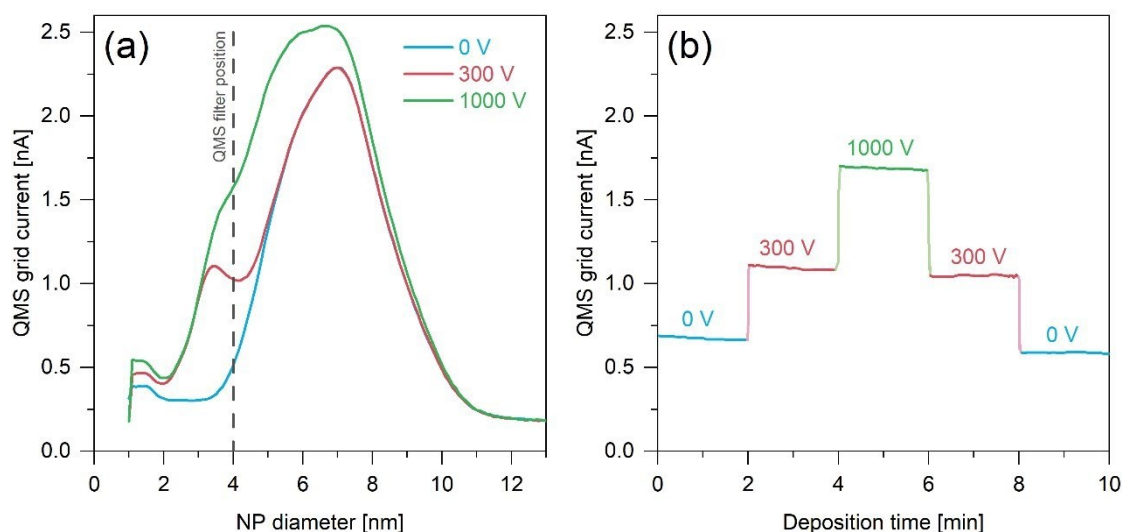 (a)
0 V
300 V
1000 V
QMS filter position
QMS grid current [nA]
2.5
2.0
1.5
1.0
0.5
0.0
0 2 4 6 8 10 12
NP diameter [nm]
(b)
1000 V
300 V
300 V
0 V
0 V
QMS grid current [nA]
2.5
2.0
1.5
1.0
0.5
0.0
0 2 4 6 8 10
Deposition time [min]